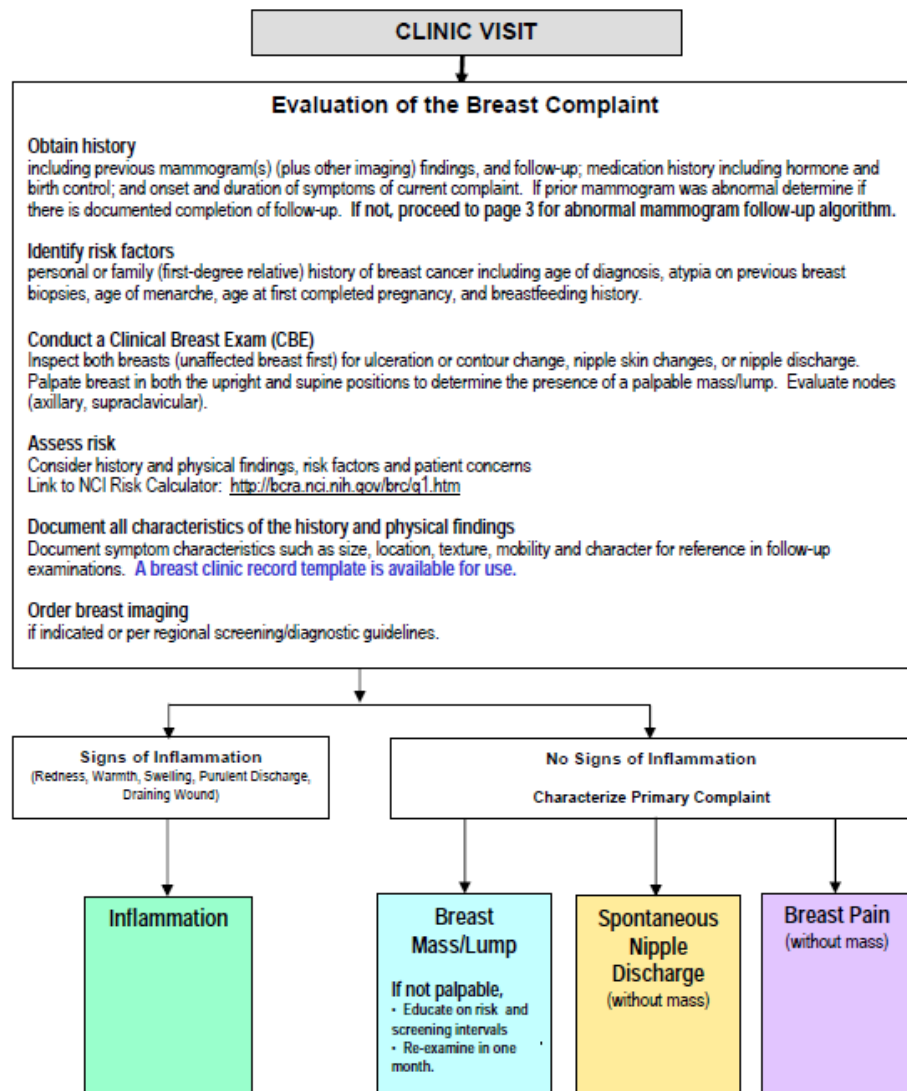 CLINIC VISIT
Evaluation of the Breast Complaint
Obtain history
including previous mammogram(s) (plus other imaging) findings, and follow-up; medication history including hormone and
birth control; and onset and duration of symptoms of current complaint. If prior mammogram was abnormal determine if
there is documented completion of follow-up. If not, proceed to page 3 for abnormal mammogram follow-up algorithm.
Identify risk factors
personal or family (first-degree relative) history of breast cancer including age of diagnosis, atypia on previous breast
biopsies, age of menarche, age at first completed pregnancy, and breastfeeding history.
Conduct a Clinical Breast Exam (CBE)
Inspect both breasts (unaffected breast first) for ulceration or contour change, nipple skin changes, or nipple discharge.
Palpate breast in both the upright and supine positions to determine the presence of a palpable mass/lump. Evaluate nodes
(axillary, supraclavicular).
Assess risk
Consider history and physical findings, risk factors and patient concerns
Link to NCI Risk Calculator: http://bcra.nci.nih.gov/brc/q1.htm
Document all characteristics of the history and physical findings
Document symptom characteristics such as size, location, texture, mobility and character for reference in follow-up
examinations. A breast clinic record template is available for use.
Order breast imaging
if indicated or per regional screening/diagnostic guidelines.
Signs of Inflammation
(Redness, Warmth, Swelling, Purulent Discharge,
Draining Wound)
No Signs of Inflammation
Characterize Primary Complaint
Inflammation
Breast
Mass/Lump
If not palpable,
• Educate on risk and
screening intervals
• Re-examine in one
month.
Spontaneous
Nipple
Discharge
(without mass)
Breast Pain
(without mass)